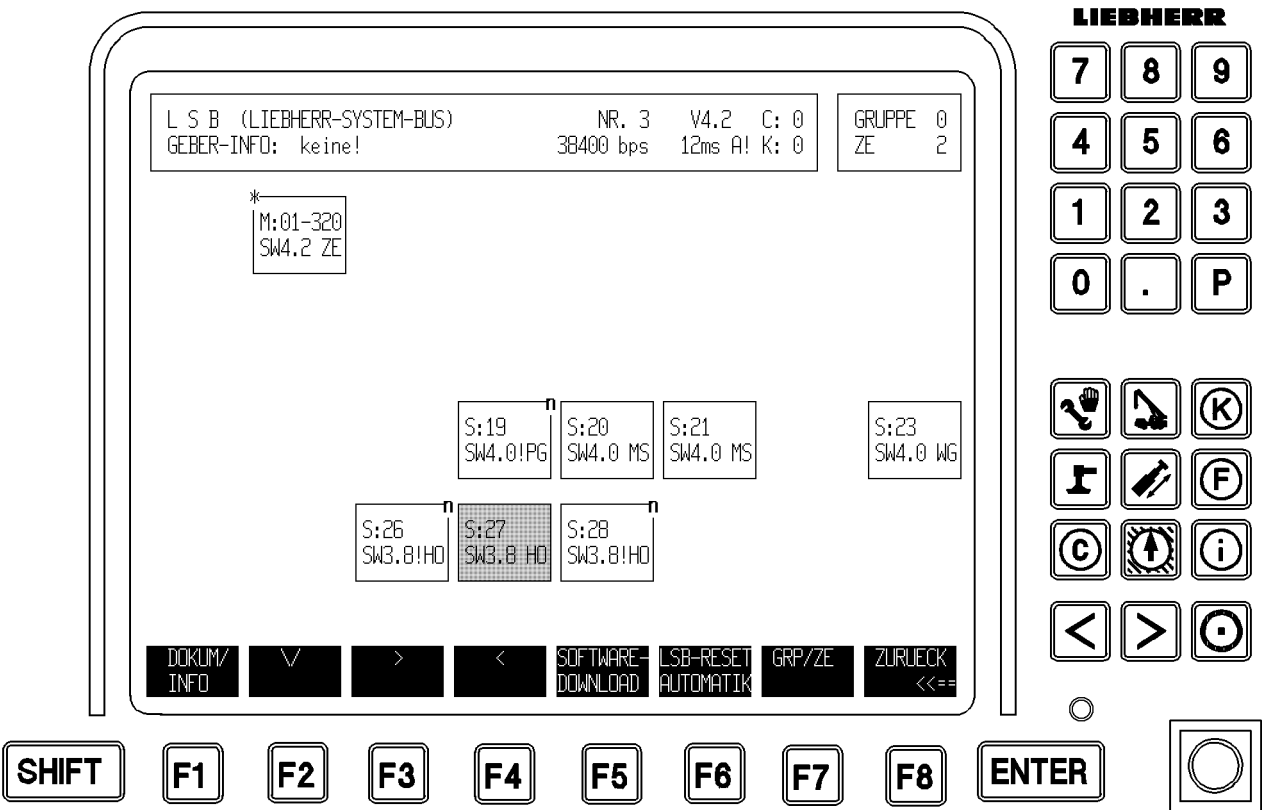 LIEBHERR
L S B (LIEBHERR-SYSTEM-BUS) NR. 3 V4.2 C: 0
GEBER-INFO: keine! 38400 bps 12ms A! K: 0
GRUPPE 0
ZE 2
*
M:01-320
SW4.2 ZE
n
S:19
SW4.0!PG
S:20
SW4.0 MS
S:21
SW4.0 MS
S:23
SW4.0 WG
n
S:26
SW3.8!HO
S:27
SW3.8 HO
n
S:28
SW3.8!HO
DOKUM/
INFO
\/
>
<
SOFTWARE-
DOWNLOAD
LSB-RESET
AUTOMATIK
GRP/ZE
ZURUECK
<<==
7 8 9
4 5 6
1 2 3
0 . P
K
F
C i
< >
SHIFT F1 F2 F3 F4 F5 F6 F7 F8 ENTER